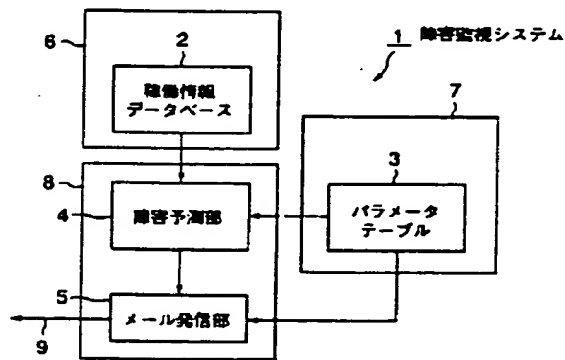 6
2
稼働情報
データベース
1 障害監視システム
7
3
パラメータ
テーブル
8
4
障害予測部
5
メール発信部
9